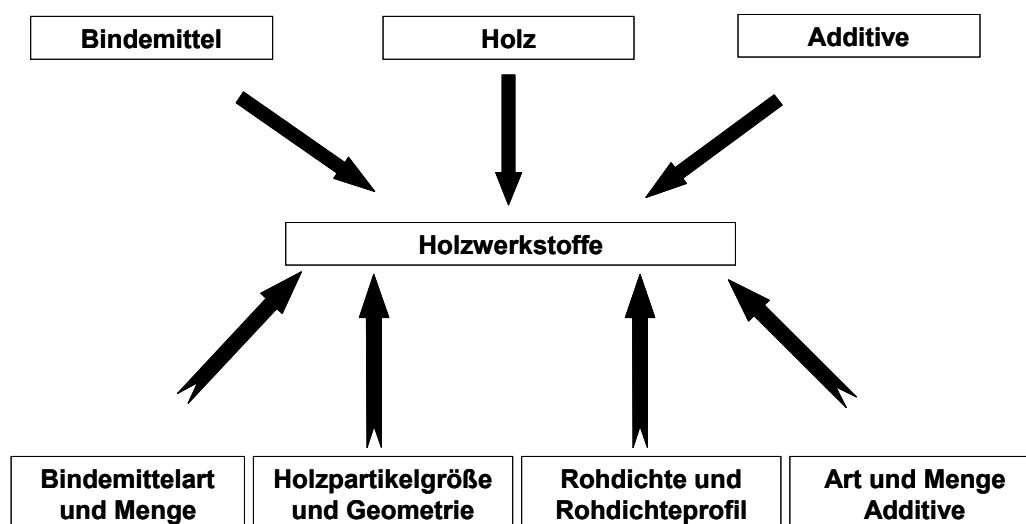 Bindemittel
Holz
Additive
Holzwerkstoffe
Bindemittelart
und Menge
Holzpartikelgröße
und Geometrie
Rohdichte und
Rohdichteprofil
Art und Menge
Additive